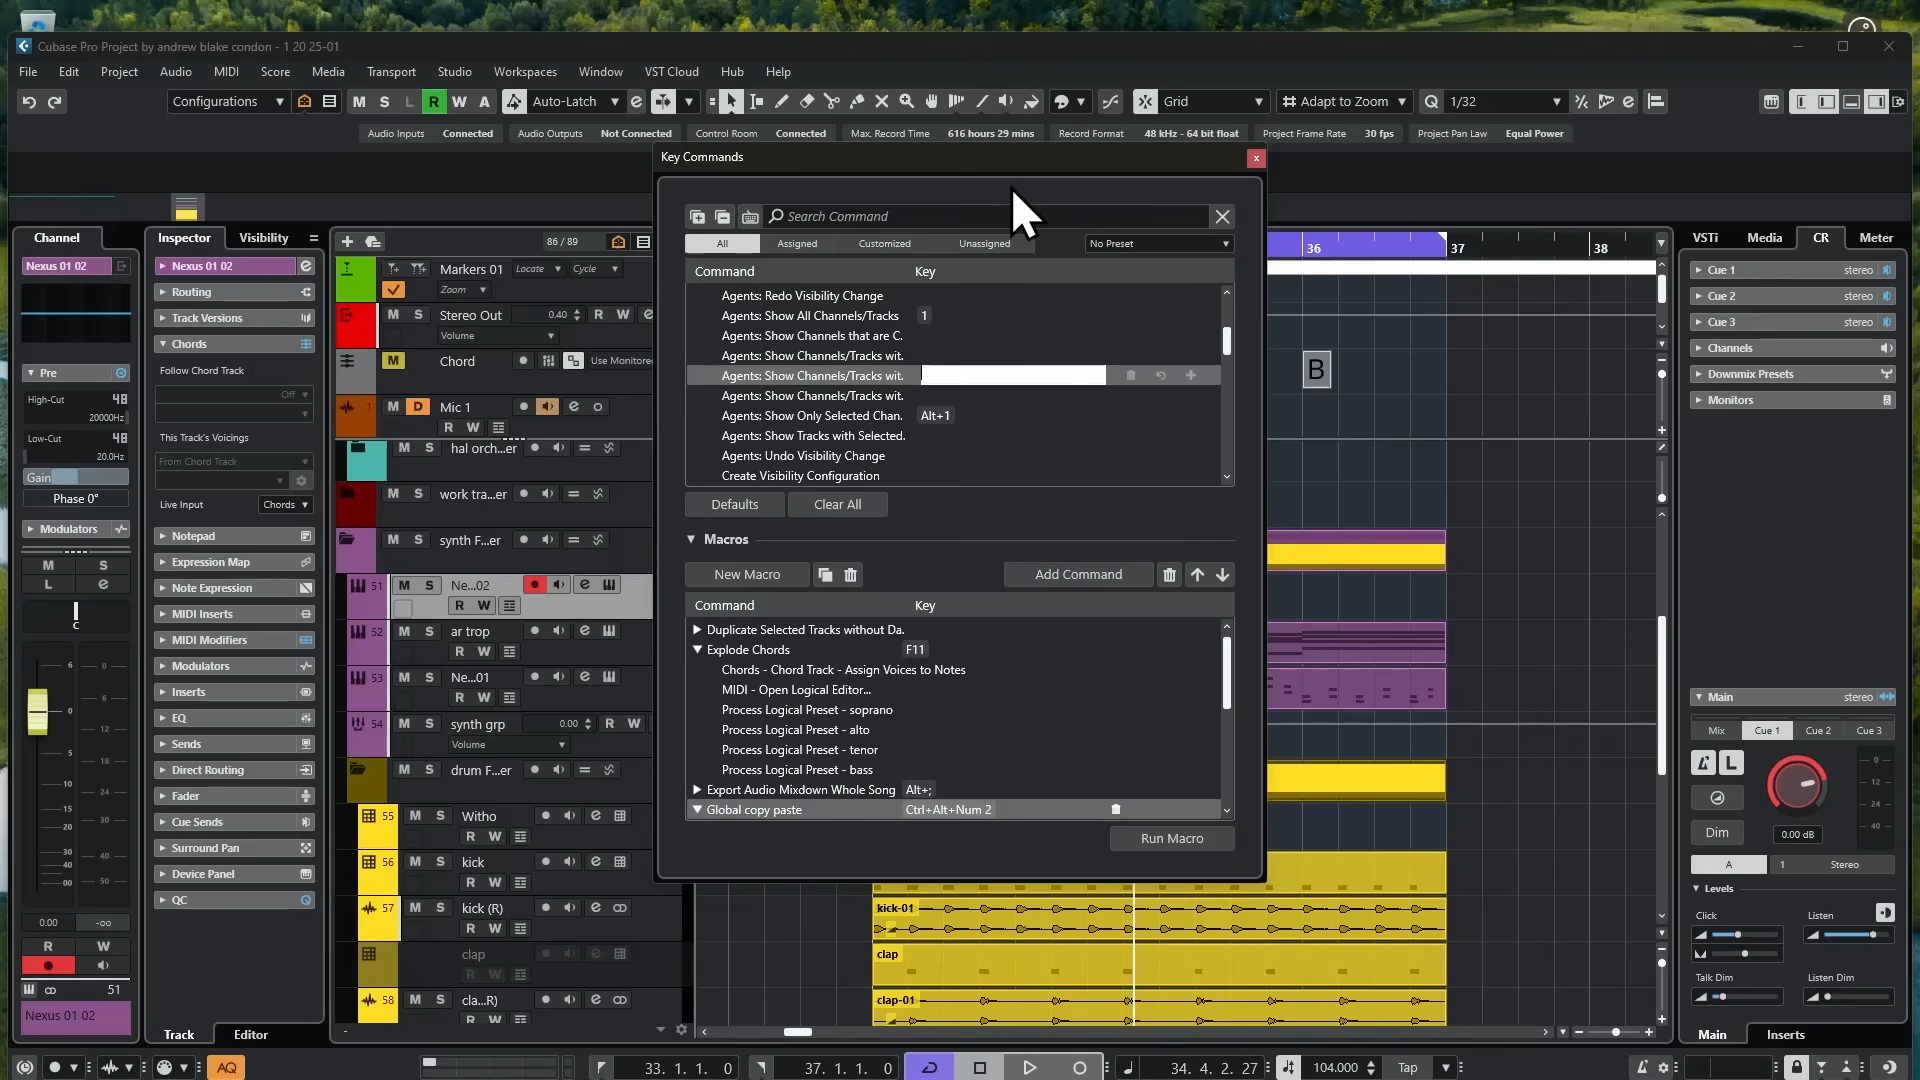 Cubase Pro Project by andrew blake condon - 1 20 25-01
File Edit Project Audio MIDI Score Media Transport Studio Workspaces Window VST Cloud Hub Help
Configurations M S L R W A Auto-Latch Grid Adapt to Zoom Q 1/32
Audio Inputs Connected Audio Outputs Not Connected Control Room Connected Max. Record Time 616 hours 29 mins Record Format 48 kHz - 64 bit float Project Frame Rate 30 fps Project Pan Law Equal Power
Channel
Nexus 01 02
Pre
High-Cut 48
20000Hz
Low-Cut 48
20.0Hz
Gain
Phase 0°
Modulators
M S
L e
C
0.00 -oo
R W
51
Nexus 01 02
Inspector Visibility
Nexus 01 02
Routing
Track Versions
Chords
Follow Chord Track
Off
This Track's Voicings
From Chord Track
Live Input Chords
Notepad
Expression Map
Note Expression
MIDI Inserts
MIDI Modifiers
Modulators
Inserts
EQ
Sends
Direct Routing
Fader
Cue Sends
Surround Pan
Device Panel
QC
Track Editor
86 / 89
Markers 01 Locate Cycle
Zoom
M S Stereo Out 0.40 R W
Volume
M Chord Use Monitore
1 M D Mic 1
R W
M S hal orch...er
M S work tra...er
M S synth F...er
51 M S Ne...02
R W
52 M S ar trop
R W
53 M S Ne...01
R W
54 M S synth grp 0.00 R W
Volume
M S drum F...er
55 M S Witho
R W
56 M S kick
R W
57 M S kick (R)
R W
M S clap
R W
58 M S cla...R)
R W
Key Commands
Search Command
All Assigned Customized Unassigned No Preset
Command Key
Agents: Redo Visibility Change
Agents: Show All Channels/Tracks 1
Agents: Show Channels that are C.
Agents: Show Channels/Tracks wit.
Agents: Show Channels/Tracks wit.
Agents: Show Channels/Tracks wit.
Agents: Show Only Selected Chan. Alt+1
Agents: Show Tracks with Selected.
Agents: Undo Visibility Change
Create Visibility Configuration
Defaults Clear All
Macros
New Macro Add Command
Command Key
Duplicate Selected Tracks without Da.
Explode Chords F11
Chords - Chord Track - Assign Voices to Notes
MIDI - Open Logical Editor...
Process Logical Preset - soprano
Process Logical Preset - alto
Process Logical Preset - tenor
Process Logical Preset - bass
Export Audio Mixdown Whole Song Alt+;
Global copy paste Ctrl+Alt+Num 2
Run Macro
36 37 38
B
kick-01
clap
clap-01
VSTi Media CR Meter
Cue 1 stereo
Cue 2 stereo
Cue 3 stereo
Channels
Downmix Presets
Monitors
Main stereo
Mix Cue 1 Cue 2 Cue 3
L
Dim 0.00 dB
A 1 Stereo
Levels
Click Listen
Talk Dim Listen Dim
Main Inserts
AQ 33. 1. 1. 0 37. 1. 1. 0 34. 4. 2. 27 104.000 Tap